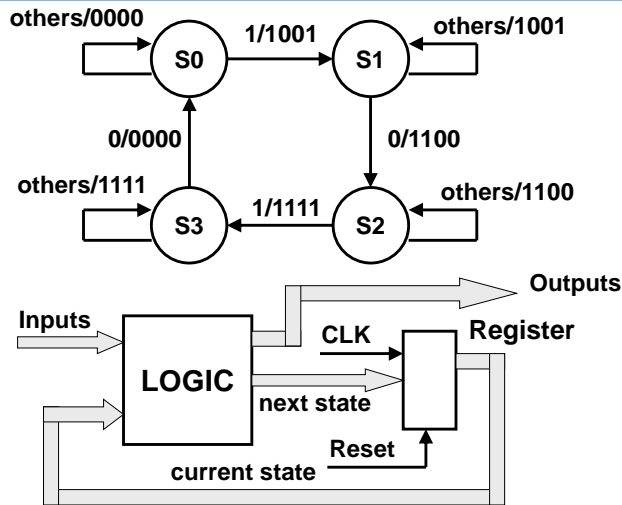 others/0000
1/1001
others/1001
S0
S1
0/0000
0/1100
others/1111
1/1111
others/1100
S3
S2
Outputs
Inputs
CLK
Register
LOGIC
next state
Reset
current state